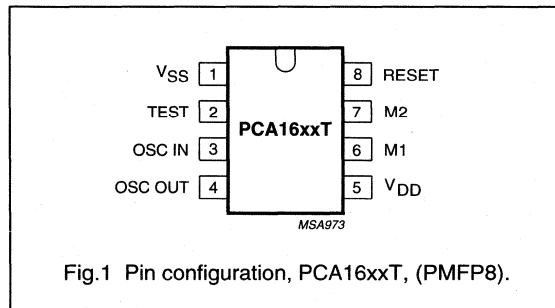 VSS 1 8 RESET
TEST 2 7 M2
PCA16xxT
OSC IN 3 6 M1
OSC OUT 4 5 VDD
MSA973
Fig.1 Pin configuration, PCA16xxT, (PMFP8).